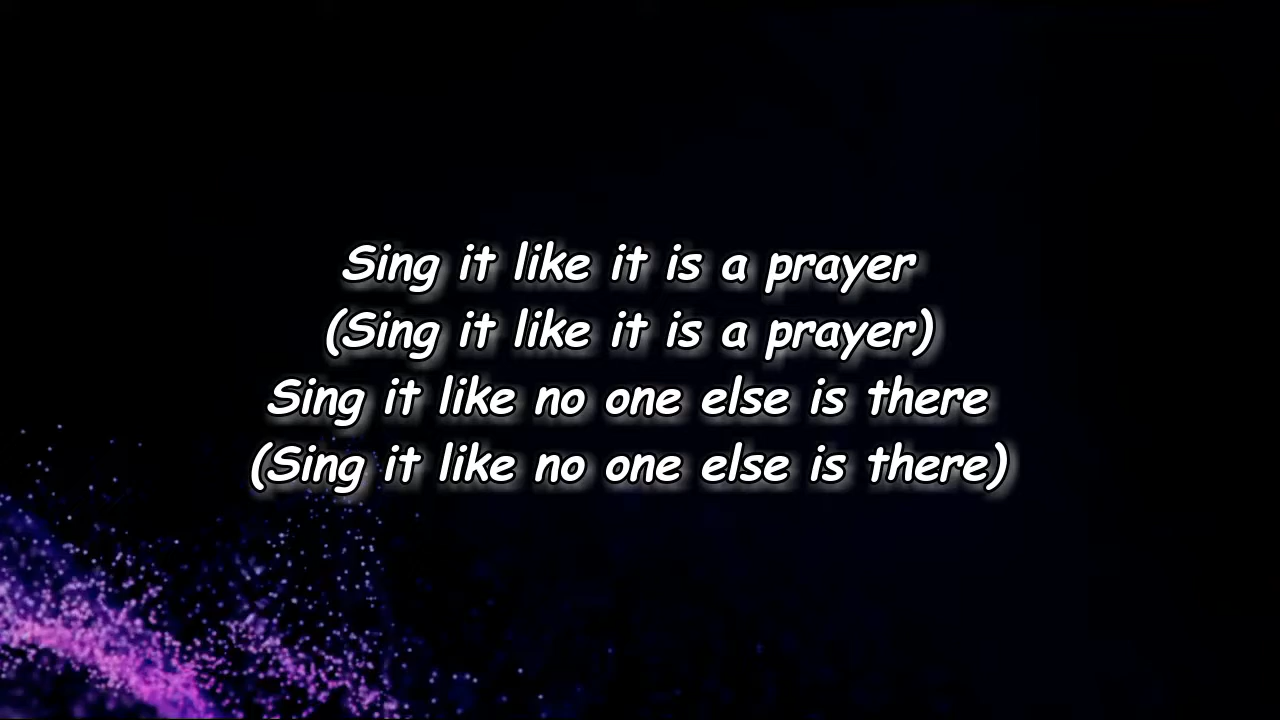 Sing it like it is a prayer
(Sing it like it is a prayer)
Sing it like no one else is there
(Sing it like no one else is there)